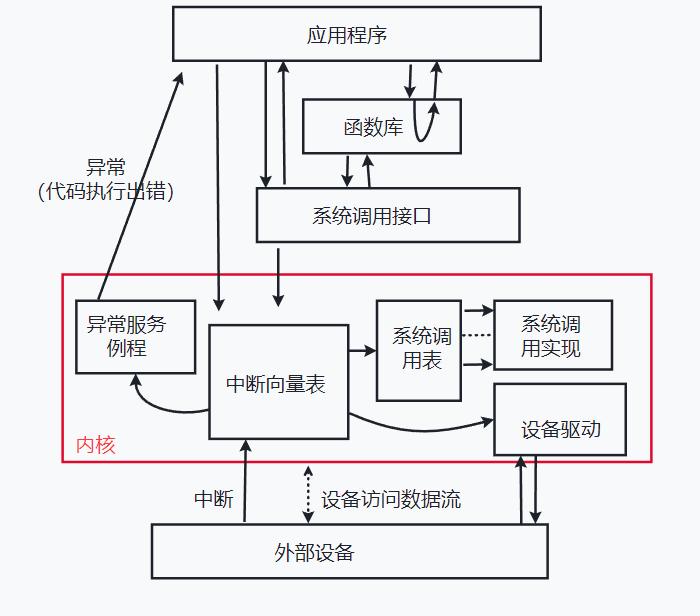 应用程序
函数库
异常
（代码执行出错）
系统调用接口
异常服务
例程
中断向量表
系统调
用表
系统调
用实现
设备驱动
内核
中断
设备访问数据流
外部设备